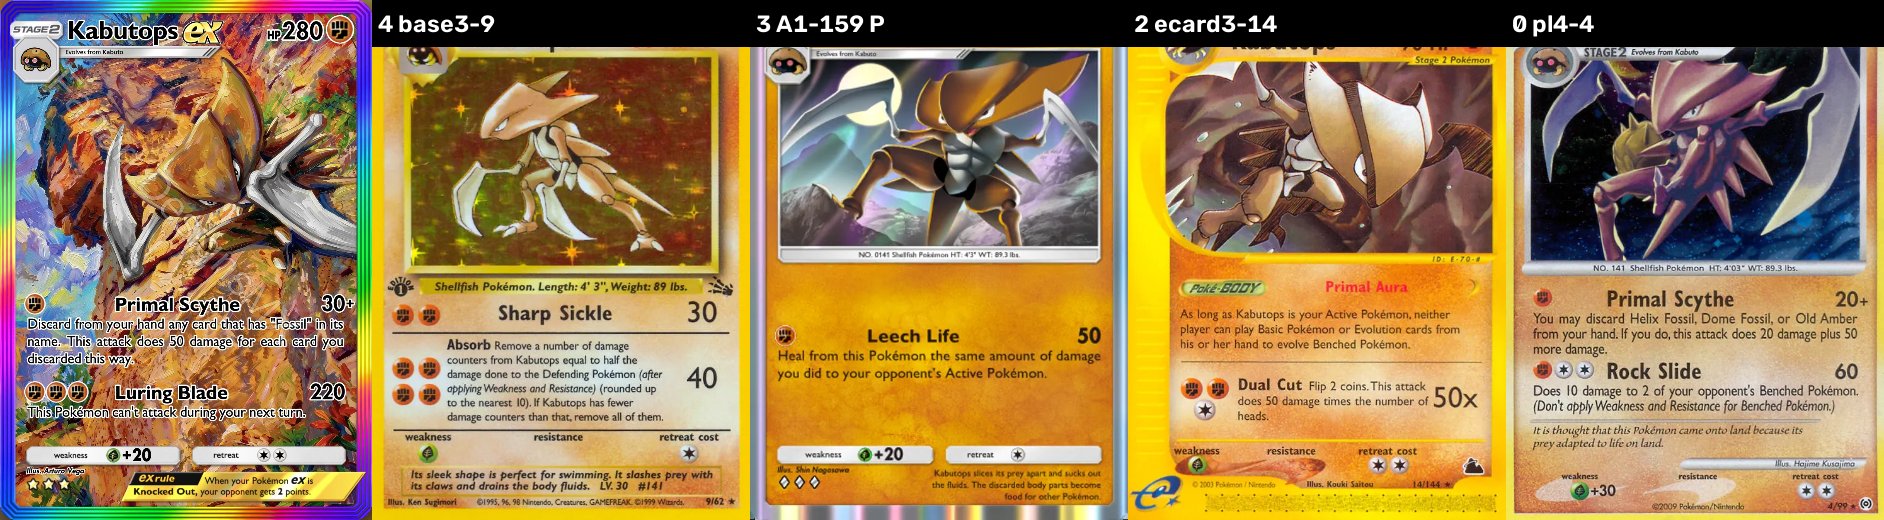 STAGE2 Kabutops ex HP280
Evolves from Kabuto
Primal Scythe 30+
Discard from your hand any card that has "Fossil" in its
name. This attack does 50 damage for each card you
discarded this way.
Luring Blade 220
This Pokémon can't attack during your next turn.
weakness +20 retreat
Illus. Arturo Vega
ex rule When your Pokémon ex is
Knocked Out, your opponent gets 2 points.
4 base3-9
Shellfish Pokémon. Length: 4' 3", Weight: 89 lbs.
Sharp Sickle 30
Absorb Remove a number of damage
counters from Kabutops equal to half the
damage done to the Defending Pokémon (after
applying Weakness and Resistance) (rounded up
to the nearest 10). If Kabutops has fewer
damage counters than that, remove all of them.
40
weakness resistance retreat cost
Its sleek shape is perfect for swimming. It slashes prey with
its claws and drains the body fluids. LV. 30 #141
Illus. Ken Sugimori ©1995, 96, 98 Nintendo, Creatures, GAMEFREAK. ©1999 Wizards. 9/62
3 A1-159 P
Evolves from Kabuto
NO. 0141 Shellfish Pokémon HT: 4'3" WT: 89.3 lbs.
Leech Life 50
Heal from this Pokémon the same amount of damage
you did to your opponent's Active Pokémon.
weakness +20 retreat
Illus. Shin Nagasawa
Kabutops slices its prey apart and sucks out
the fluids. The discarded body parts become
food for other Pokémon.
2 ecard3-14
Stage 2 Pokémon
ID: E-70-#
Poké-BODY Primal Aura
As long as Kabutops is your Active Pokémon, neither
player can play Basic Pokémon or Evolution cards from
his or her hand to evolve Benched Pokémon.
Dual Cut Flip 2 coins. This attack
does 50 damage times the number of
heads.
50x
weakness resistance retreat cost
© 2003 Pokémon / Nintendo Illus. Kouki Saitou 14/144
e
0 pl4-4
STAGE2 Evolves from Kabuto
NO. 141 Shellfish Pokémon HT: 4'03" WT: 89.3 lbs.
Primal Scythe 20+
You may discard Helix Fossil, Dome Fossil, or Old Amber
from your hand. If you do, this attack does 20 damage plus 50
more damage.
Rock Slide 60
Does 10 damage to 2 of your opponent's Benched Pokémon.
(Don't apply Weakness and Resistance for Benched Pokémon.)
It is thought that this Pokémon came onto land because its
prey adapted to life on land.
Illus. Hajime Kusajima
weakness resistance retreat cost
+30
©2009 Pokémon/Nintendo 4/99